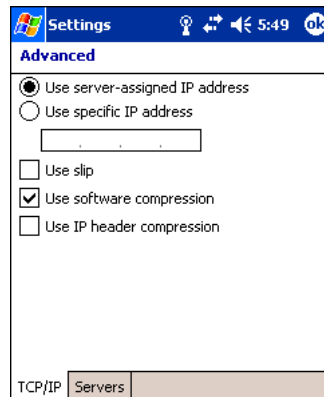 Settings 5:49 ok
Advanced
Use server-assigned IP address
Use specific IP address
. . .
Use slip
Use software compression
Use IP header compression
TCP/IP Servers